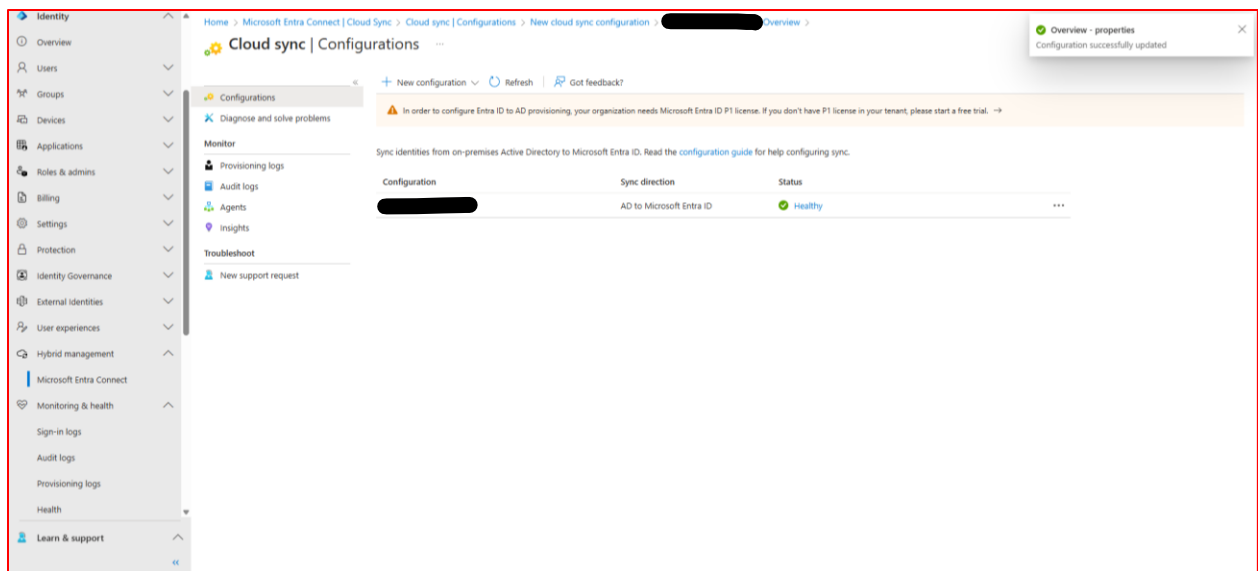 Identity
Overview
Users
Groups
Devices
Applications
Roles & admins
Billing
Settings
Protection
Identity Governance
External Identities
User experiences
Hybrid management
Microsoft Entra Connect
Monitoring & health
Sign-in logs
Audit logs
Provisioning logs
Health
Learn & support
Home > Microsoft Entra Connect | Cloud Sync > Cloud sync | Configurations > New cloud sync configuration > Overview >
Cloud sync | Configurations ...
Configurations
Diagnose and solve problems
Monitor
Provisioning logs
Audit logs
Agents
Insights
Troubleshoot
New support request
+ New configuration Refresh Got feedback?
In order to configure Entra ID to AD provisioning, your organization needs Microsoft Entra ID P1 license. If you don't have P1 license in your tenant, please start a free trial. →
Sync identities from on-premises Active Directory to Microsoft Entra ID. Read the configuration guide for help configuring sync.
Configuration Sync direction Status
AD to Microsoft Entra ID Healthy ...
Overview - properties
Configuration successfully updated